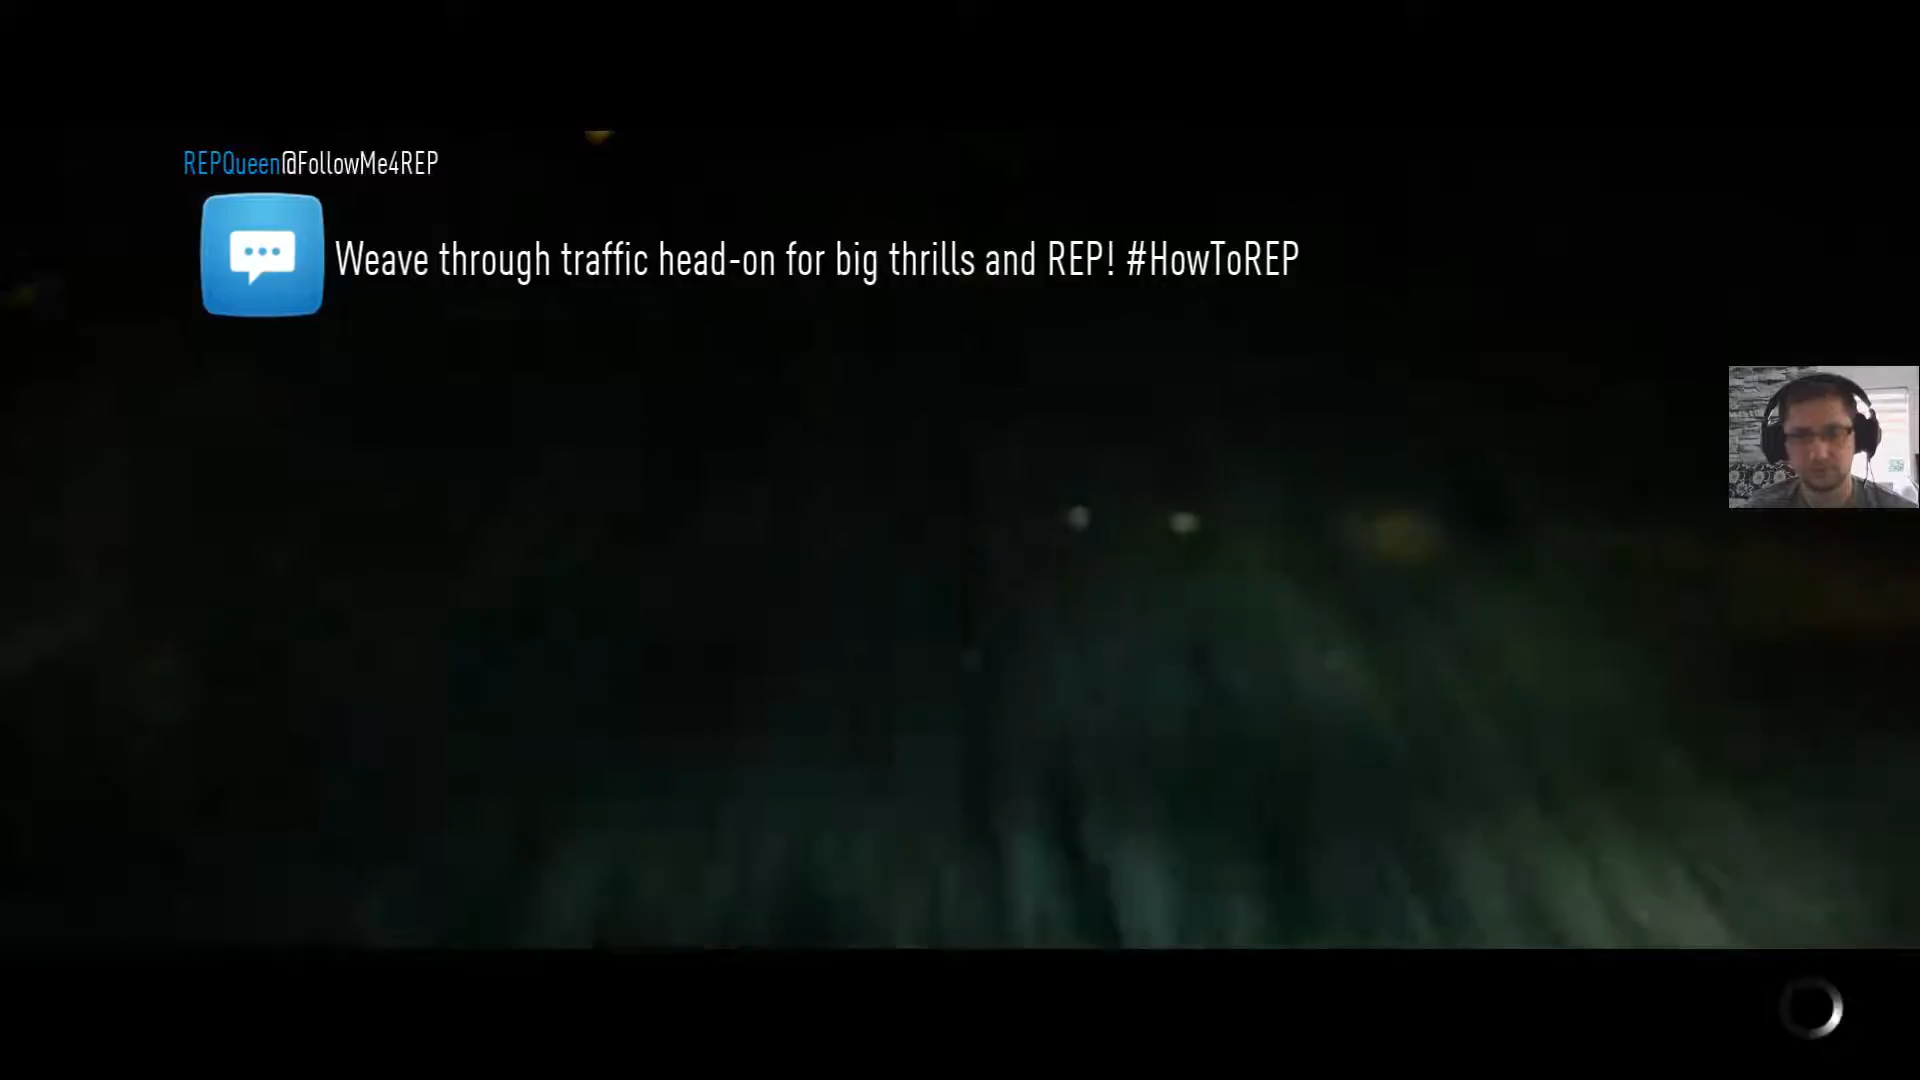 REPQueen@FollowMe4REP
Weave through traffic head-on for big thrills and REP! #HowToREP